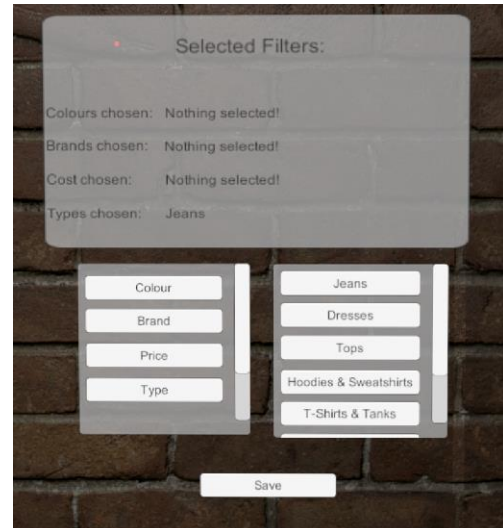 Selected Filters:
Colours chosen: Nothing selected!
Brands chosen: Nothing selected!
Cost chosen: Nothing selected!
Types chosen: Jeans
Colour
Brand
Price
Type
Jeans
Dresses
Tops
Hoodies & Sweatshirts
T-Shirts & Tanks
Save